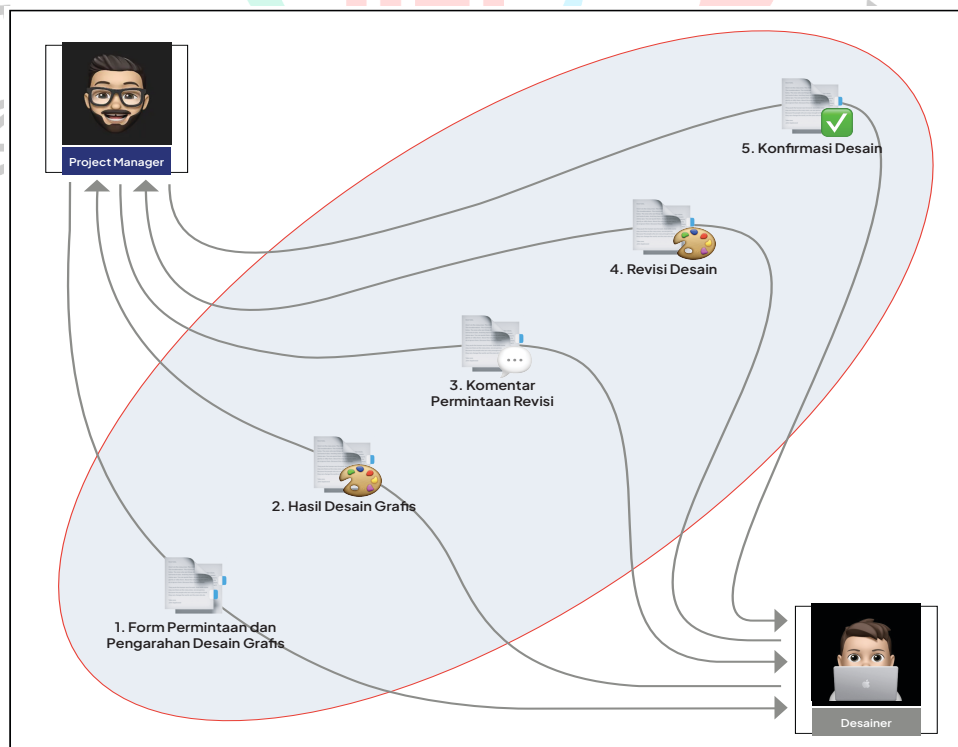 Project Manager
5. Konfirmasi Desain
4. Revisi Desain
3. Komentar
Permintaan Revisi
2. Hasil Desain Grafis
1. Form Permintaan dan
Pengarahan Desain Grafis
Desainer